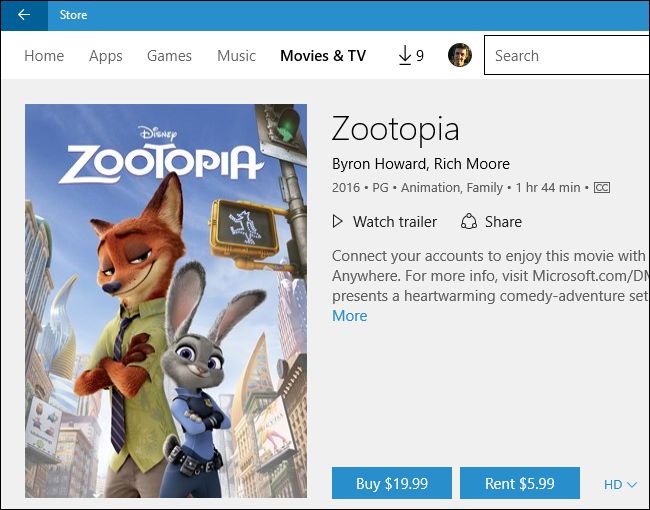 Store
Home Apps Games Music Movies & TV 9 Search
Disney
ZOOTOPIA
Zootopia
Byron Howard, Rich Moore
2016 • PG • Animation, Family • 1 hr 44 min • CC
Watch trailer Share
Connect your accounts to enjoy this movie with
Anywhere. For more info, visit Microsoft.com/DM
presents a heartwarming comedy-adventure set
More
Buy $19.99 Rent $5.99 HD